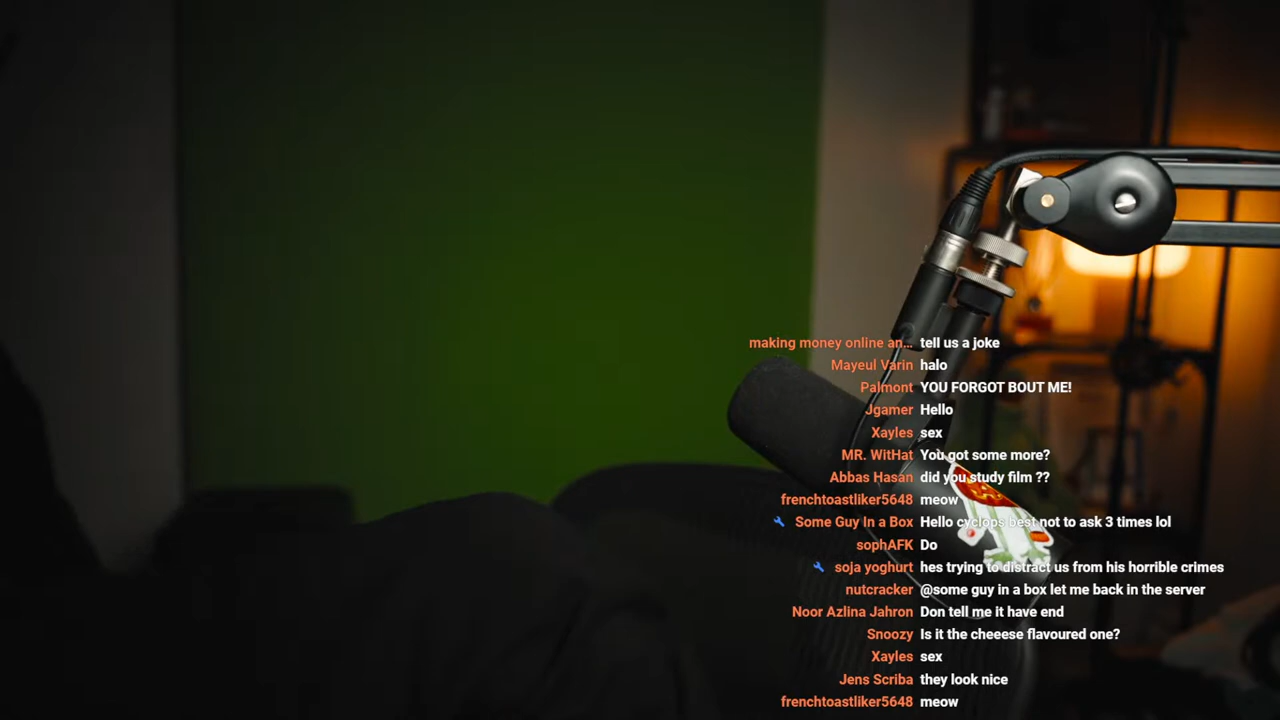 making money online an… tell us a joke
Mayeul Varin halo
Palmont YOU FORGOT BOUT ME!
Jgamer Hello
Xayles sex
MR. WitHat You got some more?
Abbas Hasan did you study film ??
frenchtoastliker5648 meow
Some Guy In a Box Hello cyclops best not to ask 3 times lol
sophAFK Do
soja yoghurt hes trying to distract us from his horrible crimes
nutcracker @some guy in a box let me back in the server
Noor Azlina Jahron Don tell me it have end
Snoozy Is it the cheeese flavoured one?
Xayles sex
Jens Scriba they look nice
frenchtoastliker5648 meow